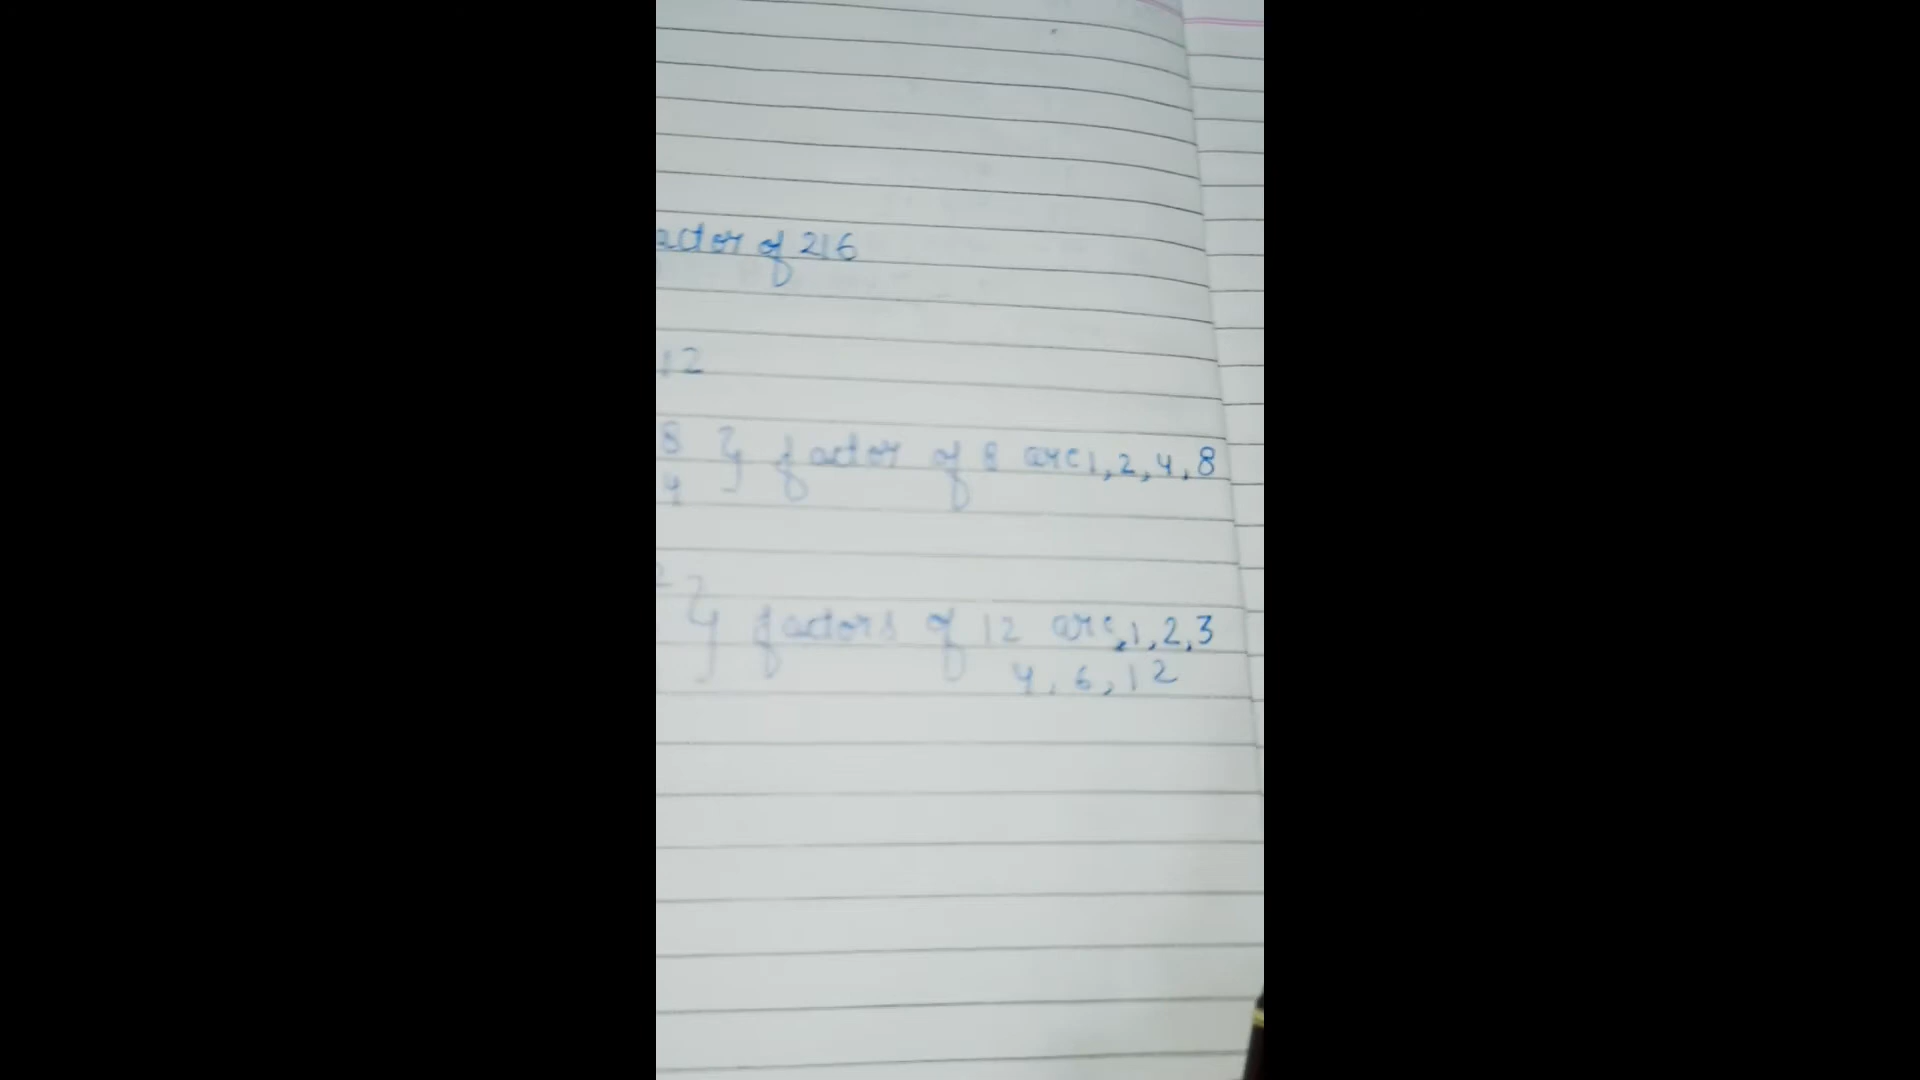 actor of 216
12
8 } factor of 8 are 1, 2, 4, 8
4
} factors of 12 are, 1, 2, 3
4, 6, 12